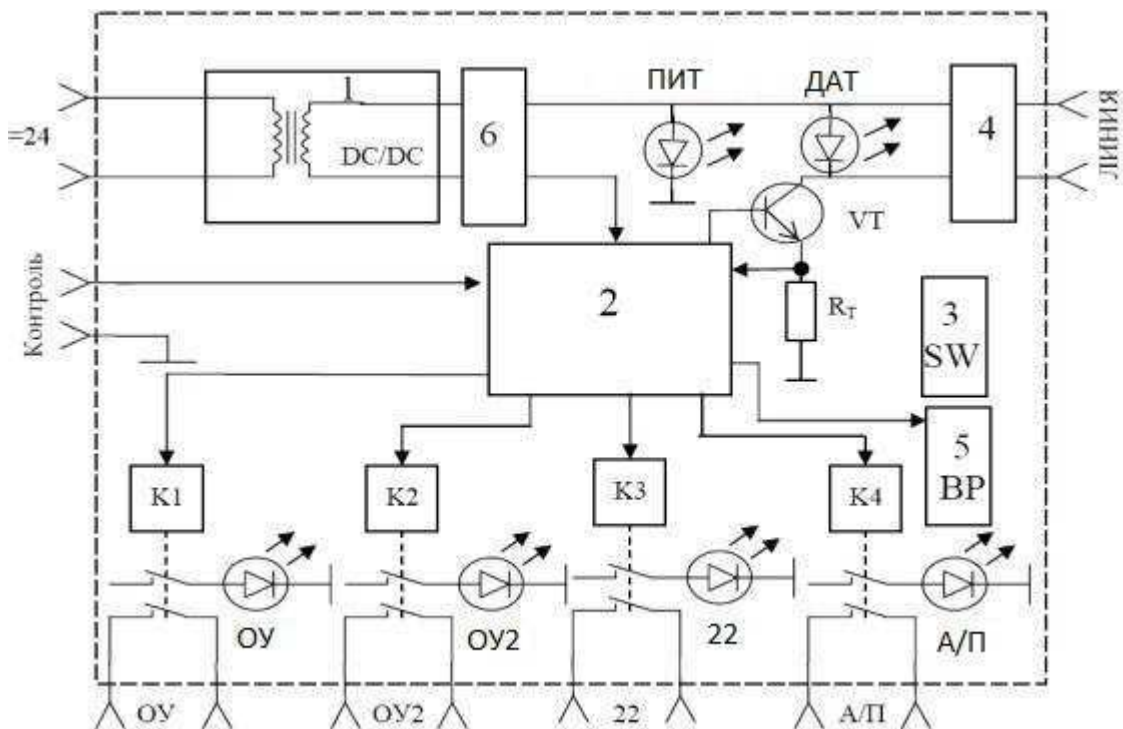 1
ПИТ
ДАТ
=24
DC/DC
6
4
ЛИНИЯ
VT
Контроль
2
RТ
3
SW
5
BP
K1
K2
K3
K4
ОУ
ОУ2
22
А/П
ОУ
ОУ2
22
А/П